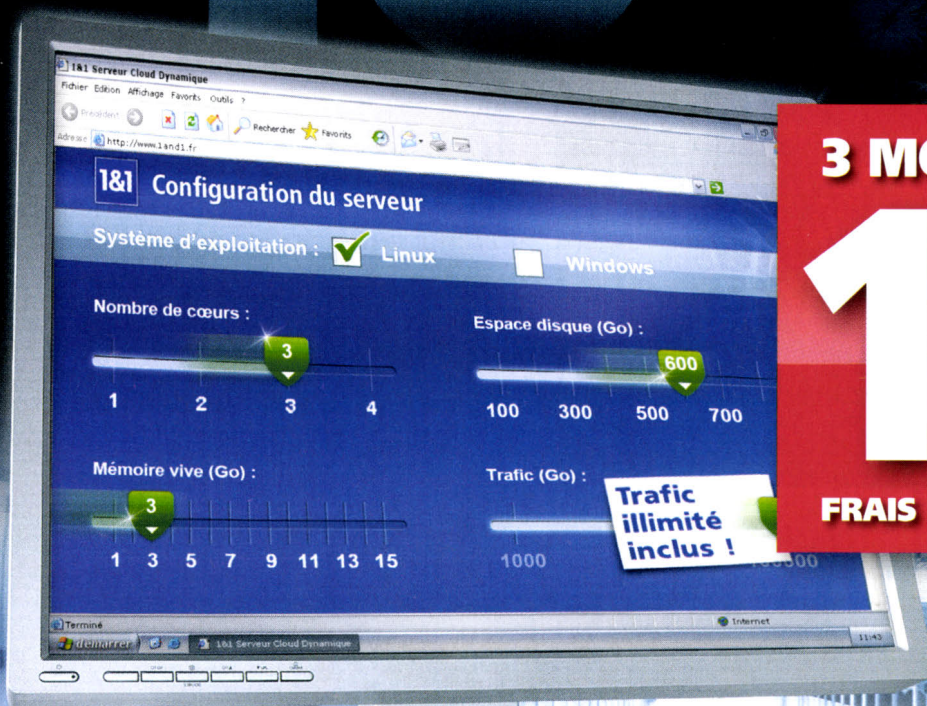 1&1 Serveur Cloud Dynamique
Fichier Edition Affichage Favoris Outils ?
Précédent Rechercher Favoris
Adresse http://www.1and1.fr
1&1 Configuration du serveur
Système d'exploitation : Linux Windows
Nombre de cœurs :
3
1 2 3 4
Espace disque (Go) :
600
100 300 500 700
Mémoire vive (Go) :
3
1 3 5 7 9 11 13 15
Trafic (Go) :
1000
Trafic
illimité
inclus !
Terminé
Internet
démarrer 1&1 Serveur Cloud Dynamique 11:43
3 MO
1
FRAIS